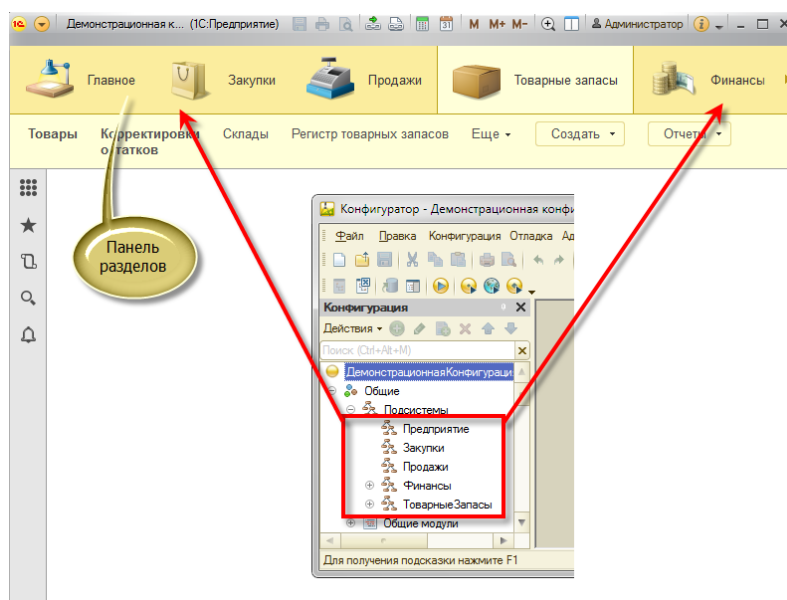 Демонстрационная к... (1С:Предприятие)
M M+ M-
Администратор
Главное
Закупки
Продажи
Товарные запасы
Финансы
Товары
Корректировки остатков
Склады
Регистр товарных запасов
Еще
Создать
Отчеты
Панель
разделов
Конфигуратор - Демонстрационная конфи
Файл Правка Конфигурация Отладка Ад
Конфигурация
Действия
Поиск (Ctrl+Alt+M)
ДемонстрационнаяКонфигураци
Общие
Подсистемы
Предприятие
Закупки
Продажи
Финансы
ТоварныеЗапасы
Общие модули
Для получения подсказки нажмите F1